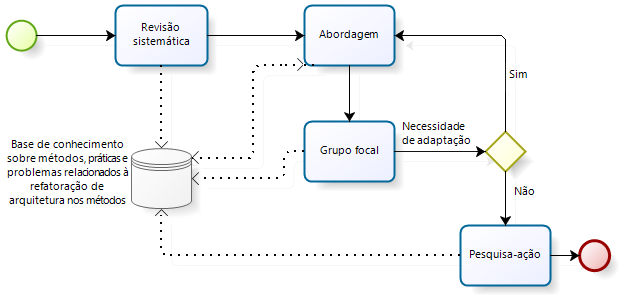 Revisão
sistemática
Abordagem
Sim
Base de conhecimento
sobre métodos, práticas e
problemas relacionados à
refatoração de
arquitetura nos métodos
Grupo focal
Necessidade
de adaptação
Não
Pesquisa-ação